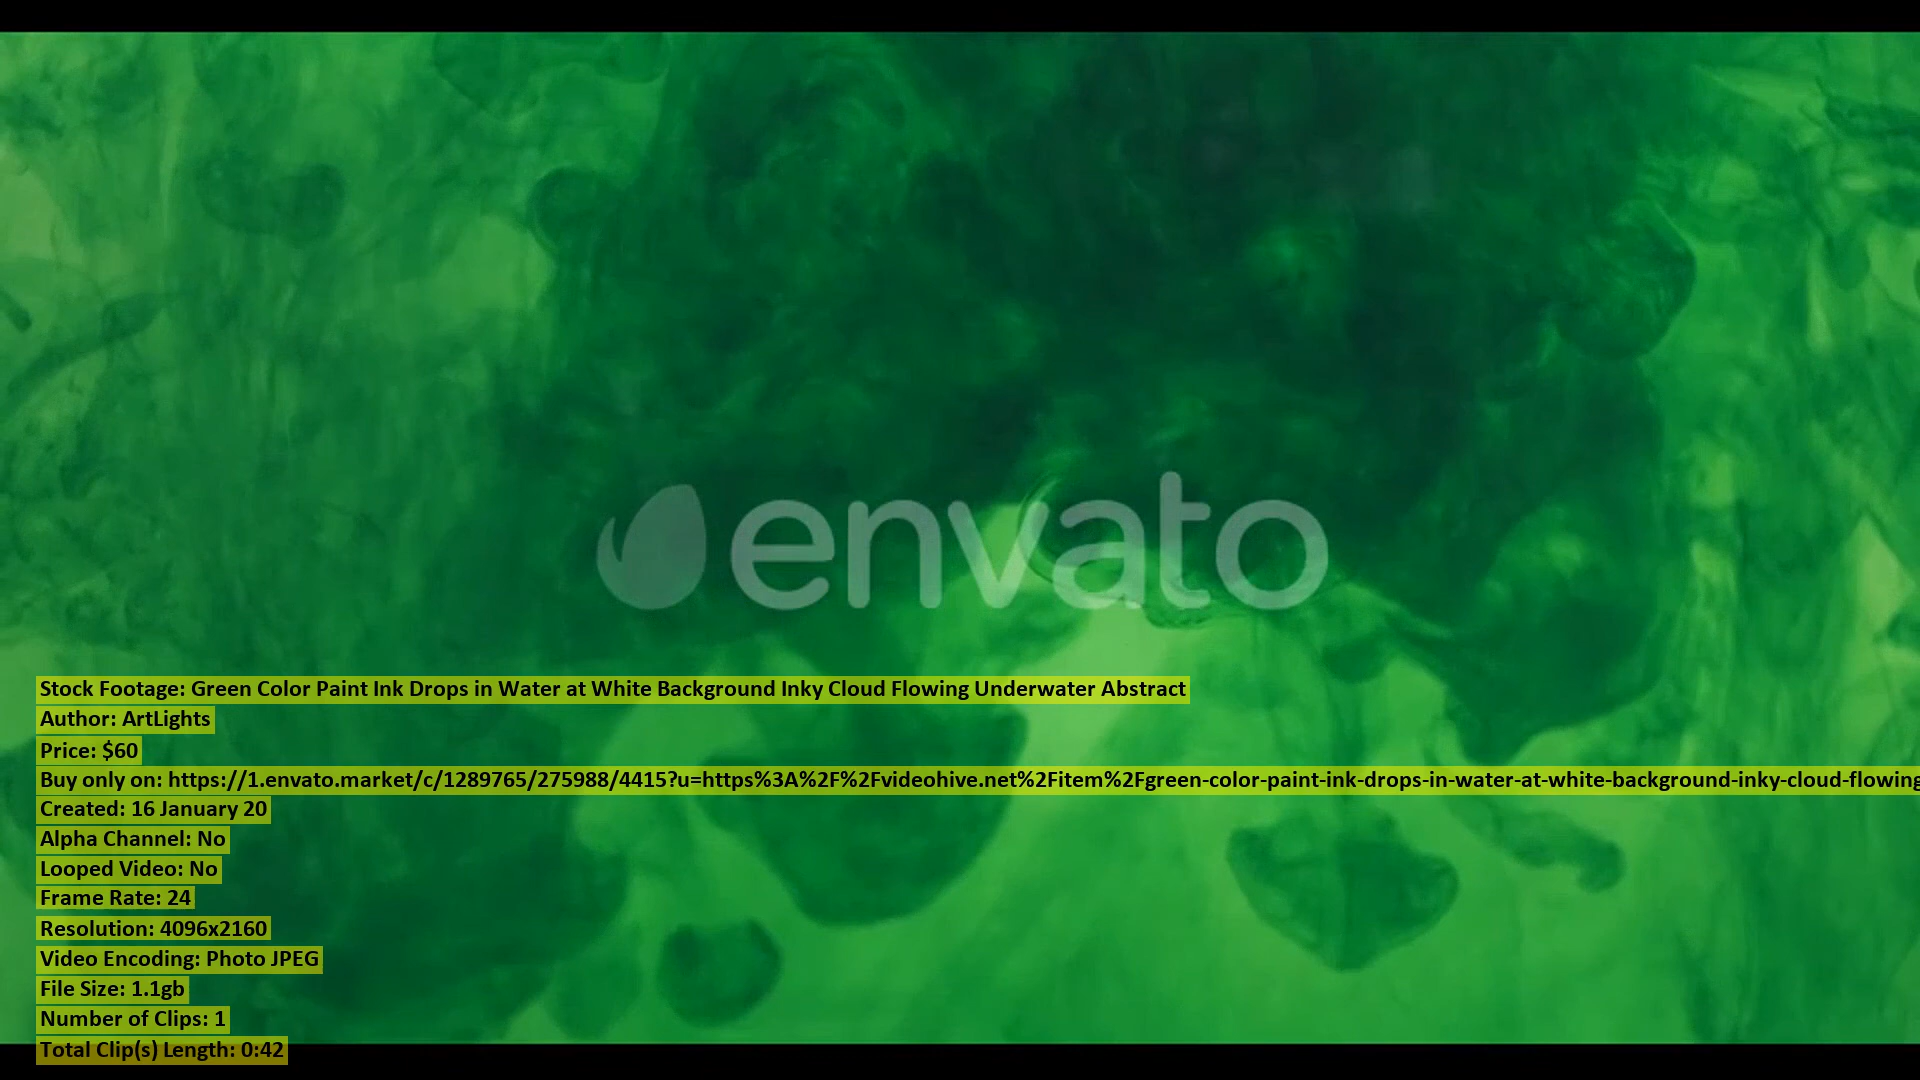 envato
Stock Footage: Green Color Paint Ink Drops in Water at White Background Inky Cloud Flowing Underwater Abstract
Author: ArtLights
Price: $60
Buy only on: https://1.envato.market/c/1289765/275988/4415?u=https%3A%2F%2Fvideohive.net%2Fitem%2Fgreen-color-paint-ink-drops-in-water-at-white-background-inky-cloud-flowing
Created: 16 January 20
Alpha Channel: No
Looped Video: No
Frame Rate: 24
Resolution: 4096x2160
Video Encoding: Photo JPEG
File Size: 1.1gb
Number of Clips: 1
Total Clip(s) Length: 0:42